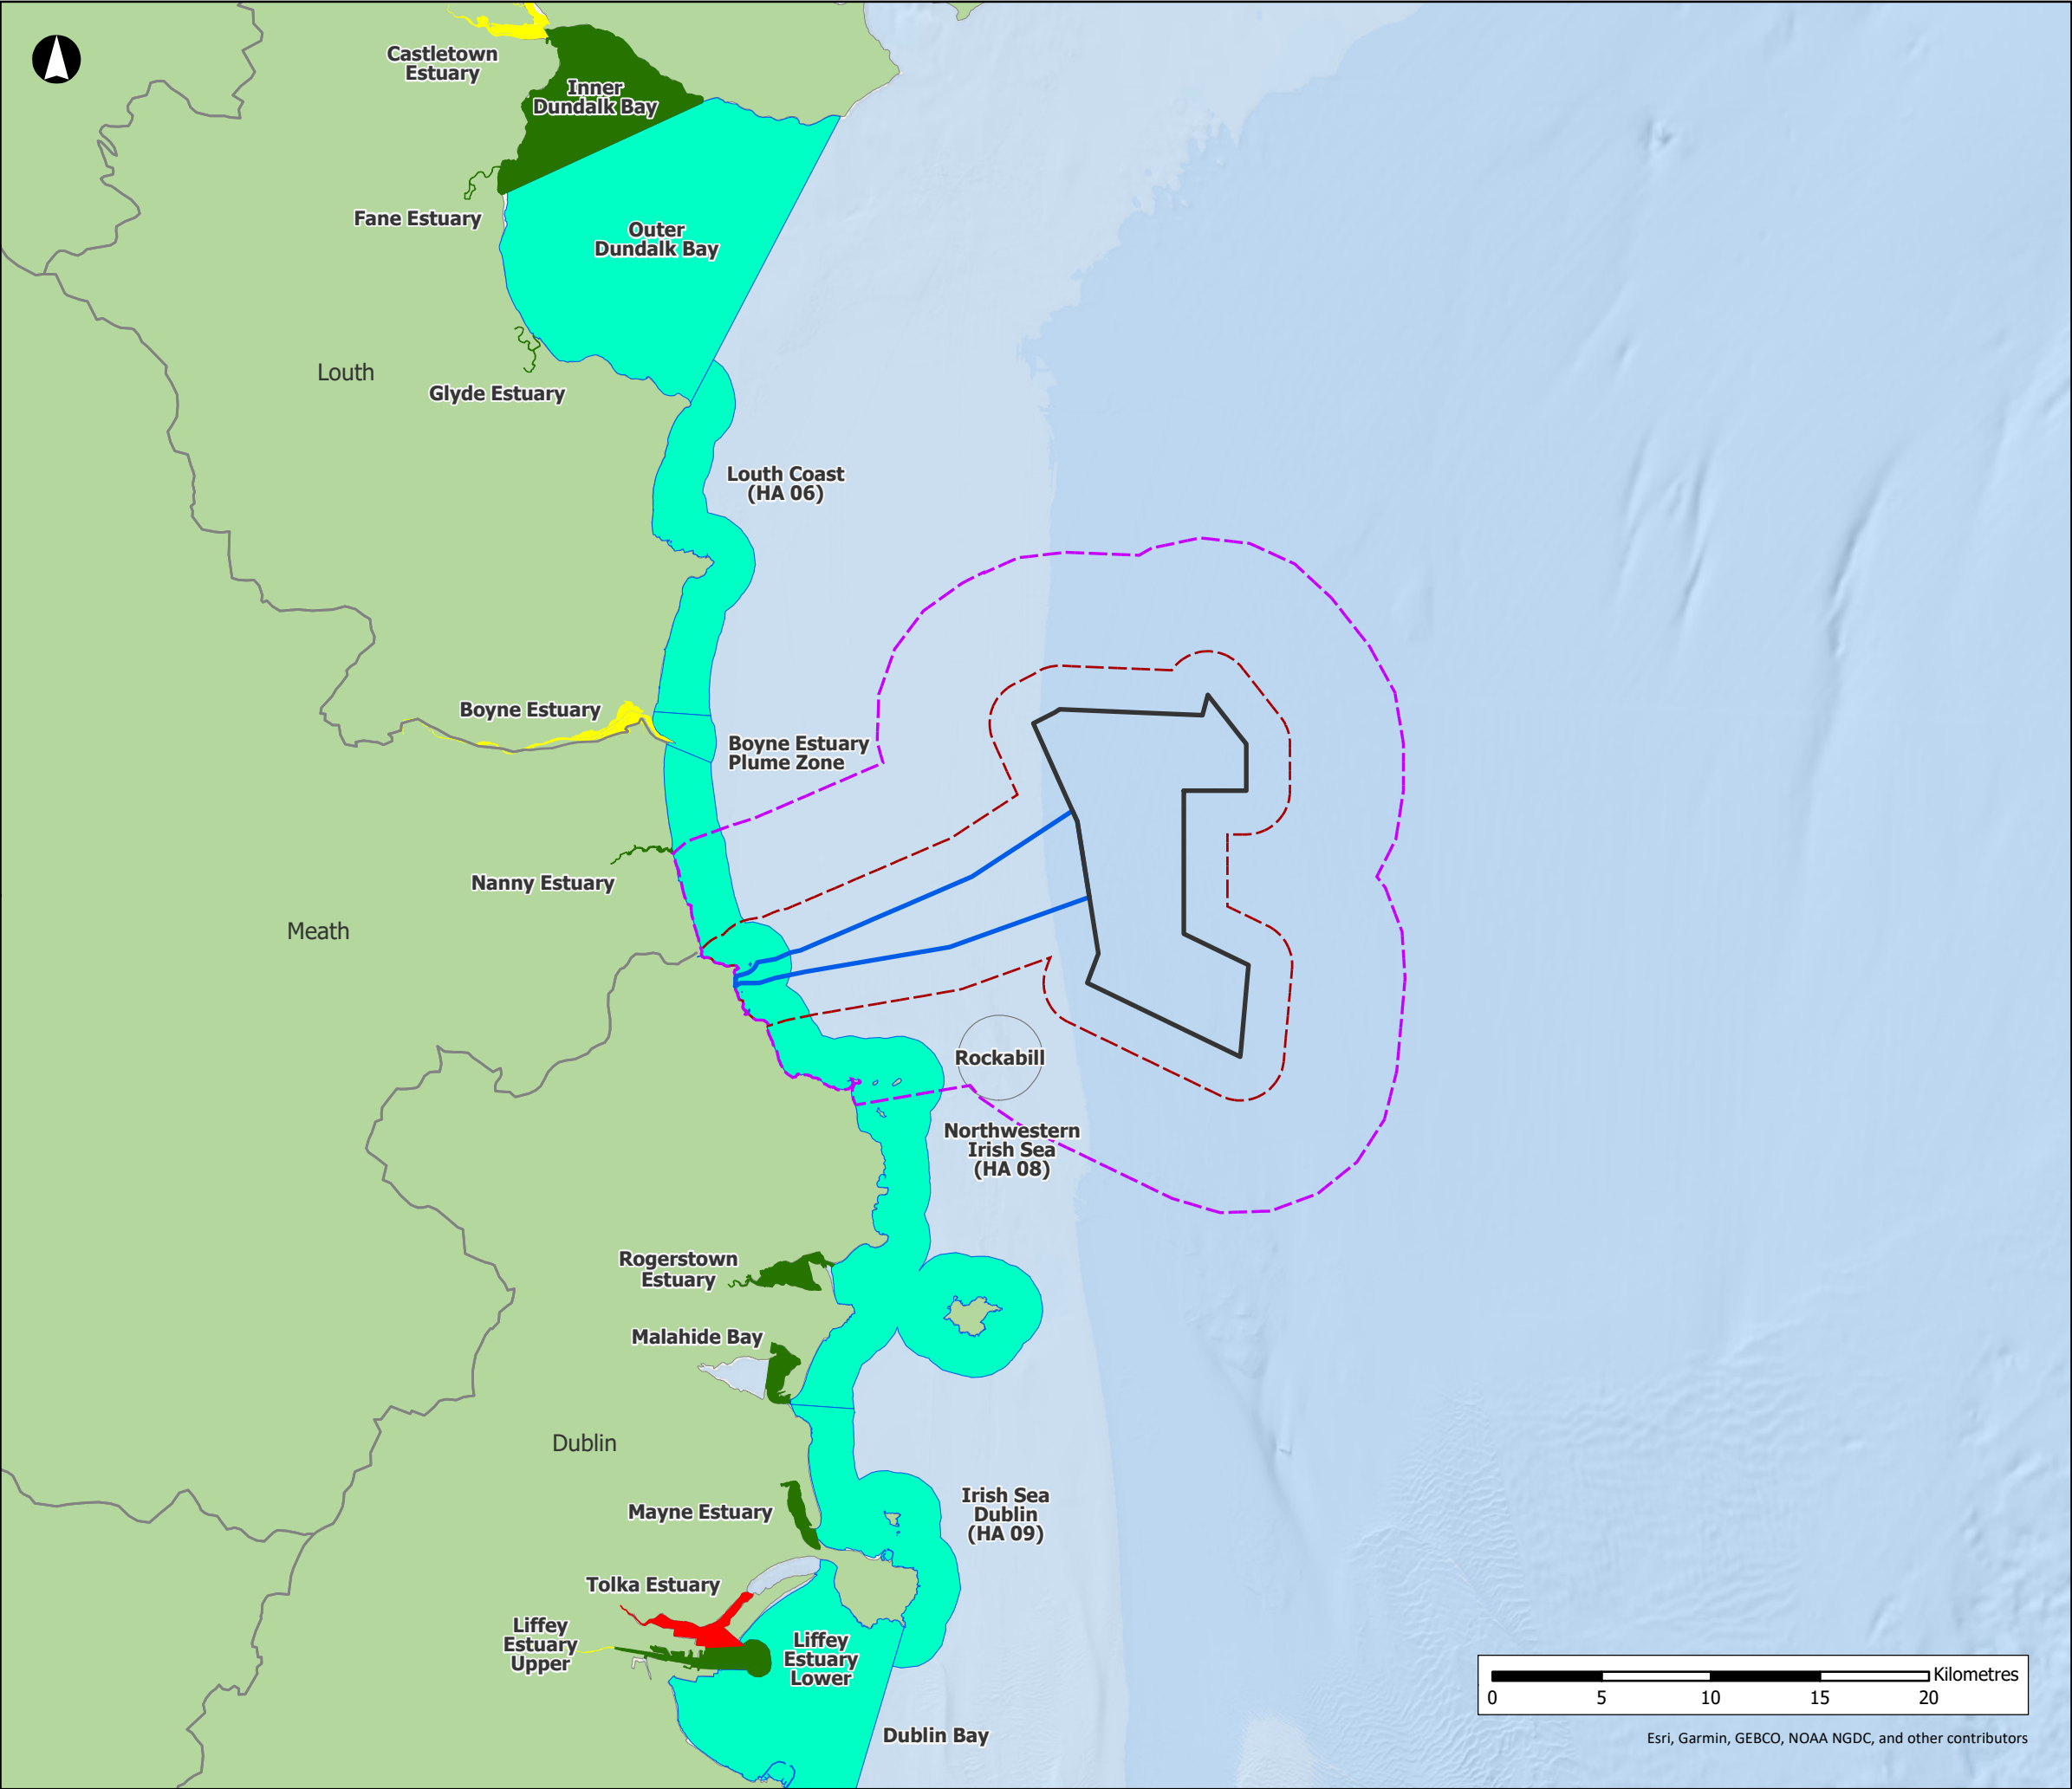 Castletown
Estuary
Inner
Dundalk Bay
Fane Estuary
Outer
Dundalk Bay
Louth
Glyde Estuary
Louth Coast
(HA 06)
Boyne Estuary
Boyne Estuary
Plume Zone
Nanny Estuary
Meath
Rockabill
Northwestern
Irish Sea
(HA 08)
Rogerstown
Estuary
Malahide Bay
Dublin
Irish Sea
Dublin
(HA 09)
Mayne Estuary
Tolka Estuary
Liffey
Estuary
Upper
Liffey
Estuary
Lower
Dublin Bay
Kilometres
0 5 10 15 20
Esri, Garmin, GEBCO, NOAA NGDC, and other contributors